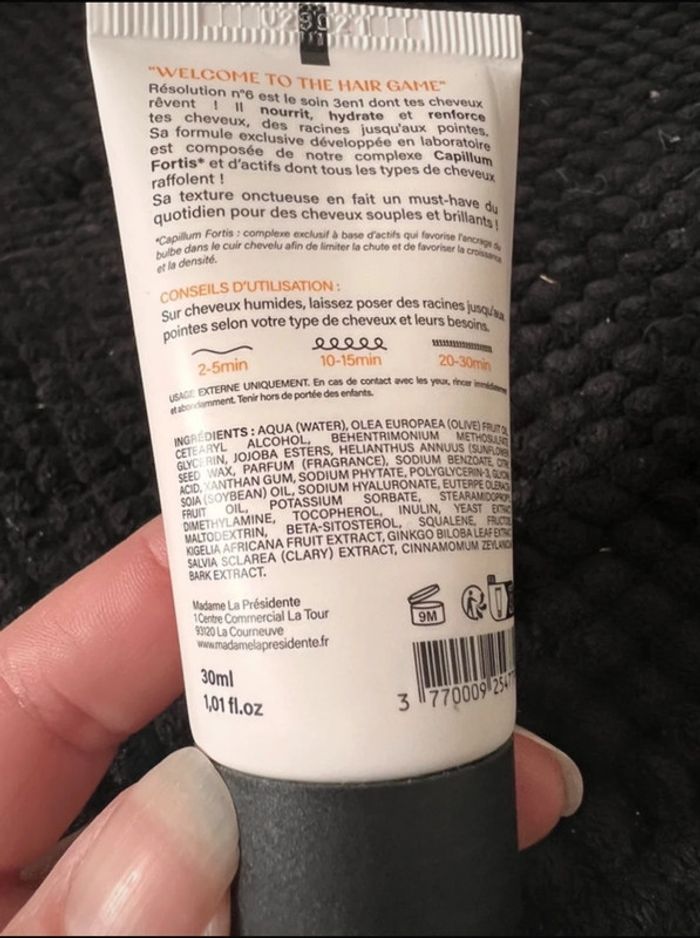 "WELCOME TO THE HAIR GAME"
Résolution n°6 est le soin 3en1 dont tes cheveux
rêvent ! Il nourrit, hydrate et renforce
tes cheveux, des racines jusqu'aux pointes.
Sa formule exclusive développée en laboratoire
est composée de notre complexe Capillum
Fortis* et d'actifs dont tous les types de cheveux
raffolent !
Sa texture onctueuse en fait un must-have du
quotidien pour des cheveux souples et brillants !
*Capillum Fortis : complexe exclusif à base d'actifs qui favorise l'ancrage du
bulbe dans le cuir chevelu afin de limiter la chute et de favoriser la croissance
et la densité.
CONSEILS D'UTILISATION :
Sur cheveux humides, laissez poser des racines jusqu'aux
pointes selon votre type de cheveux et leurs besoins.
2-5min 10-15min 20-30min
USAGE EXTERNE UNIQUEMENT. En cas de contact avec les yeux, rincer immédiatement
et abondamment. Tenir hors de portée des enfants.
INGRÉDIENTS : AQUA (WATER), OLEA EUROPAEA (OLIVE) FRUIT OIL,
CETEARYL ALCOHOL, BEHENTRIMONIUM METHOSULFATE,
GLYCERIN, JOJOBA ESTERS, HELIANTHUS ANNUUS (SUNFLOWER)
SEED WAX, PARFUM (FRAGRANCE), SODIUM BENZOATE, CITRIC
ACID, XANTHAN GUM, SODIUM PHYTATE, POLYGLYCERIN-3, GLYCINE
SOJA (SOYBEAN) OIL, SODIUM HYALURONATE, EUTERPE OLERACEA
FRUIT OIL, POTASSIUM SORBATE, STEARAMIDOPROPYL
DIMETHYLAMINE, TOCOPHEROL, INULIN, YEAST EXTRACT,
MALTODEXTRIN, BETA-SITOSTEROL, SQUALENE, FRUCTOSE,
KIGELIA AFRICANA FRUIT EXTRACT, GINKGO BILOBA LEAF EXTRACT,
SALVIA SCLAREA (CLARY) EXTRACT, CINNAMOMUM ZEYLANICUM
BARK EXTRACT.
Madame La Présidente
1 Centre Commercial La Tour
93120 La Courneuve
www.madamelapresidente.fr
9M
30ml
1,01 fl.oz
3 770009 254